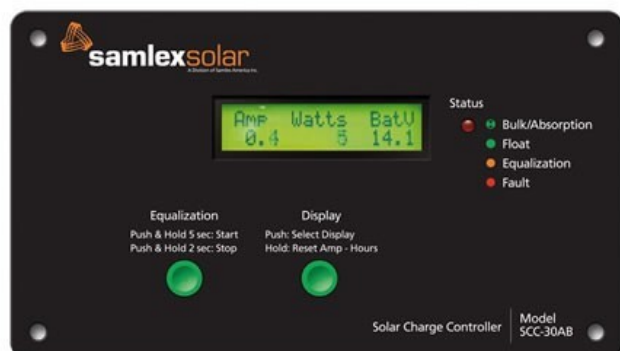 samlexsolar
A Division of Samlex America Inc.
Amp Watts BatV
0.4 5 14.1
Status
Bulk/Absorption
Float
Equalization
Fault
Equalization
Push & Hold 5 sec: Start
Push & Hold 2 sec: Stop
Display
Push: Select Display
Hold: Reset Amp - Hours
Solar Charge Controller
Model
SCC-30AB